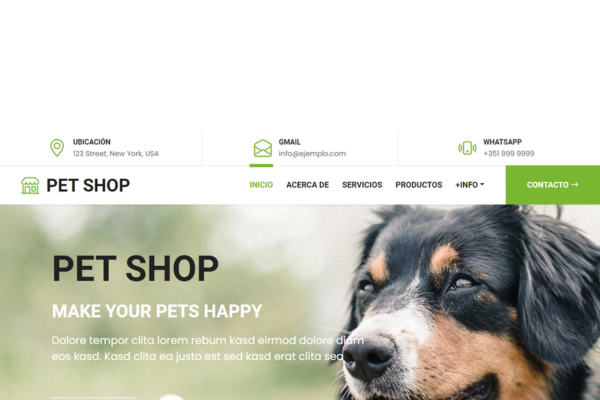 UBICACIÓN
123 Street, New York, USA
GMAIL
info@ejemplo.com
WHATSAPP
+351 999 9999
PET SHOP
INICIO
ACERCA DE
SERVICIOS
PRODUCTOS
+INFO
CONTACTO →
PET SHOP
MAKE YOUR PETS HAPPY
Dolore tempor clita lorem rebum kasd eirmod dolore diam
eos kasd. Kasd clita ea justo est sed kasd erat clita sea